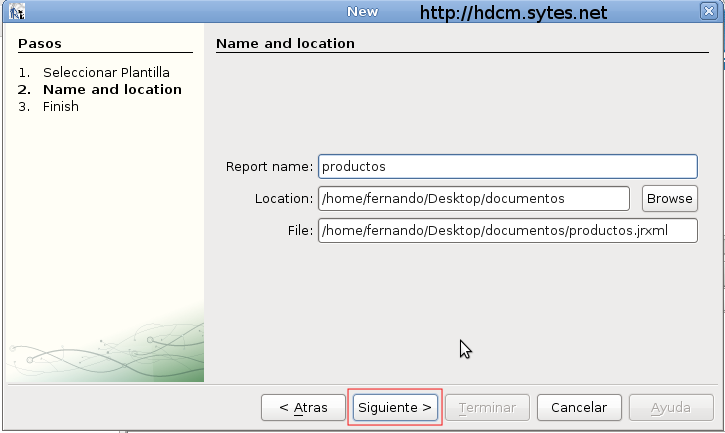 New
http://hdcm.sytes.net
Pasos
1. Seleccionar Plantilla
2. Name and location
3. Finish
Name and location
Report name: productos
Location: /home/fernando/Desktop/documentos Browse
File: /home/fernando/Desktop/documentos/productos.jrxml
< Atras Siguiente > Terminar Cancelar Ayuda